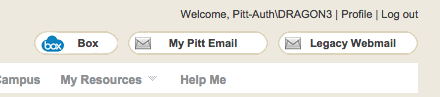 Welcome, Pitt-Auth\DRAGON3 | Profile | Log out
box Box My Pitt Email Legacy Webmail
Campus My Resources Help Me